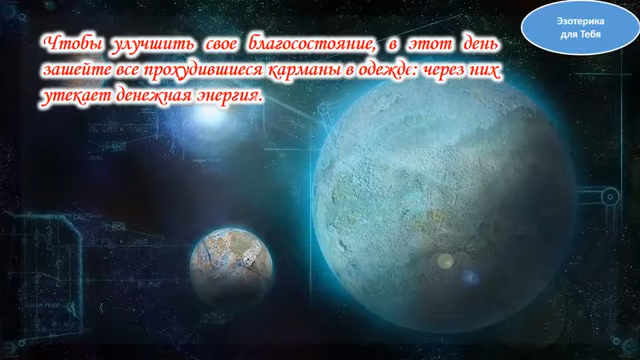 Эзотерика
для Тебя
Чтобы улучшить свое благосостояние, в этот день
зашейте все прохудившиеся карманы в одежде: через них
утекает денежная энергия.